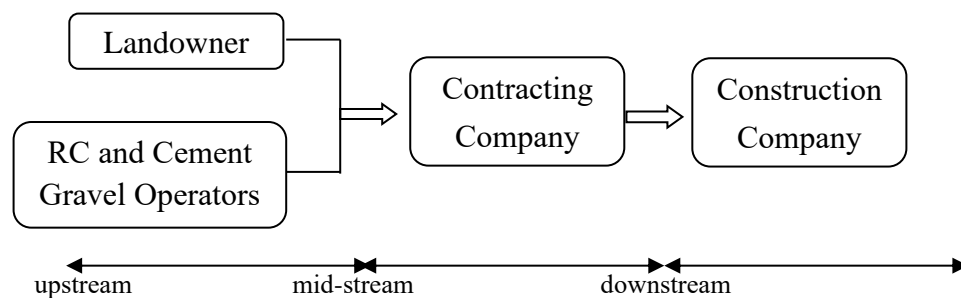 Landowner
RC and Cement
Gravel Operators
Contracting
Company
Construction
Company
upstream
mid-stream
downstream